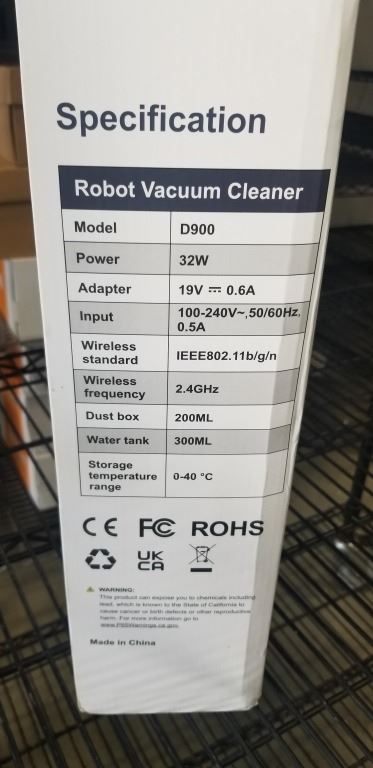 Specification
Robot Vacuum Cleaner
Model D900
Power 32W
Adapter 19V ⎓ 0.6A
Input 100-240V~,50/60Hz,
0.5A
Wireless
standard IEEE802.11b/g/n
Wireless
frequency 2.4GHz
Dust box 200ML
Water tank 300ML
Storage
temperature
range 0-40 °C
CE FC ROHS
UK
CA
WARNING:
This product can expose you to chemicals including
lead, which is known to the State of California to
cause cancer or birth defects or other reproductive
harm. For more information go to
www.P65Warnings.ca.gov.
Made in China